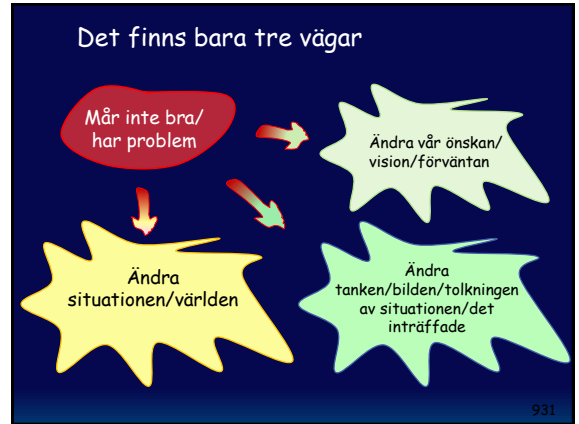 Det finns bara tre vägar
Mår inte bra/
har problem
Ändra vår önskan/
vision/förväntan
Ändra
situationen/världen
Ändra
tanken/bilden/tolkningen
av situationen/det
inträffade
931